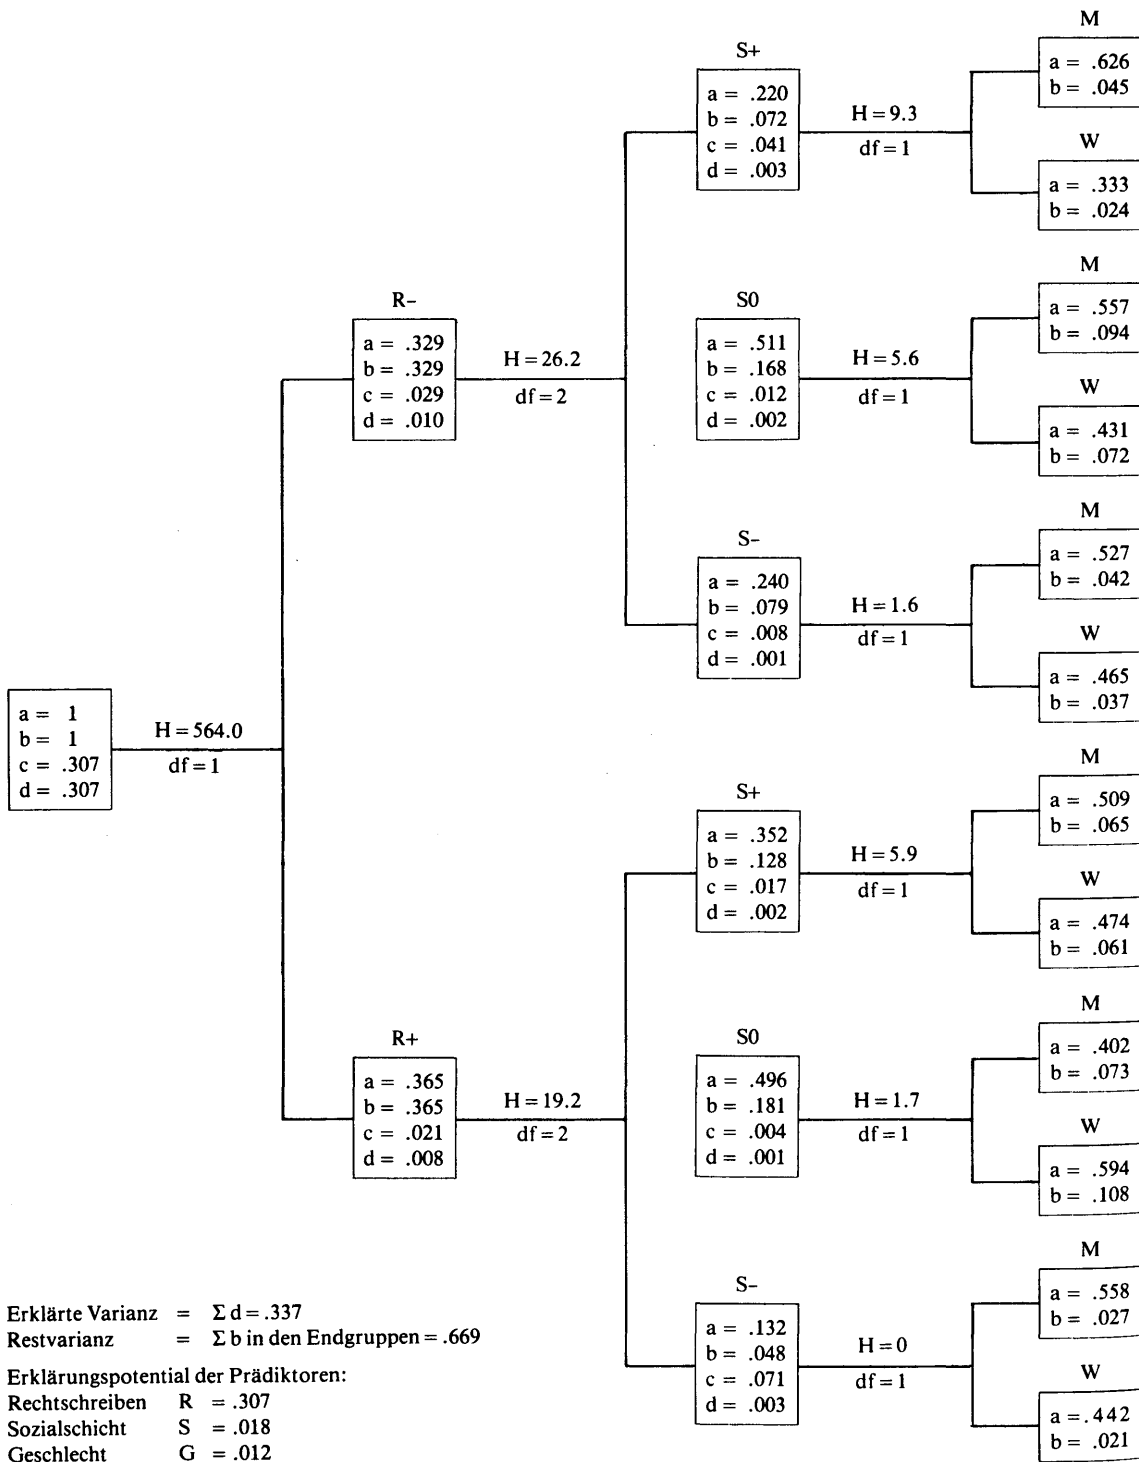 M
a = .626
b = .045
S+
a = .220
b = .072
c = .041
d = .003
H = 9.3
df = 1
W
a = .333
b = .024
M
a = .557
b = .094
R–
a = .329
b = .329
c = .029
d = .010
H = 26.2
df = 2
S0
a = .511
b = .168
c = .012
d = .002
H = 5.6
df = 1
W
a = .431
b = .072
M
a = .527
b = .042
S–
a = .240
b = .079
c = .008
d = .001
H = 1.6
df = 1
W
a = .465
b = .037
a = 1
b = 1
c = .307
d = .307
H = 564.0
df = 1
M
a = .509
b = .065
S+
a = .352
b = .128
c = .017
d = .002
H = 5.9
df = 1
W
a = .474
b = .061
M
a = .402
b = .073
R+
a = .365
b = .365
c = .021
d = .008
H = 19.2
df = 2
S0
a = .496
b = .181
c = .004
d = .001
H = 1.7
df = 1
W
a = .594
b = .108
M
a = .558
b = .027
S–
a = .132
b = .048
c = .071
d = .003
H = 0
df = 1
W
a = .442
b = .021
Erklärte Varianz = Σ d = .337
Restvarianz = Σ b in den Endgruppen = .669
Erklärungspotential der Prädiktoren:
Rechtschreiben R = .307
Sozialschicht S = .018
Geschlecht G = .012